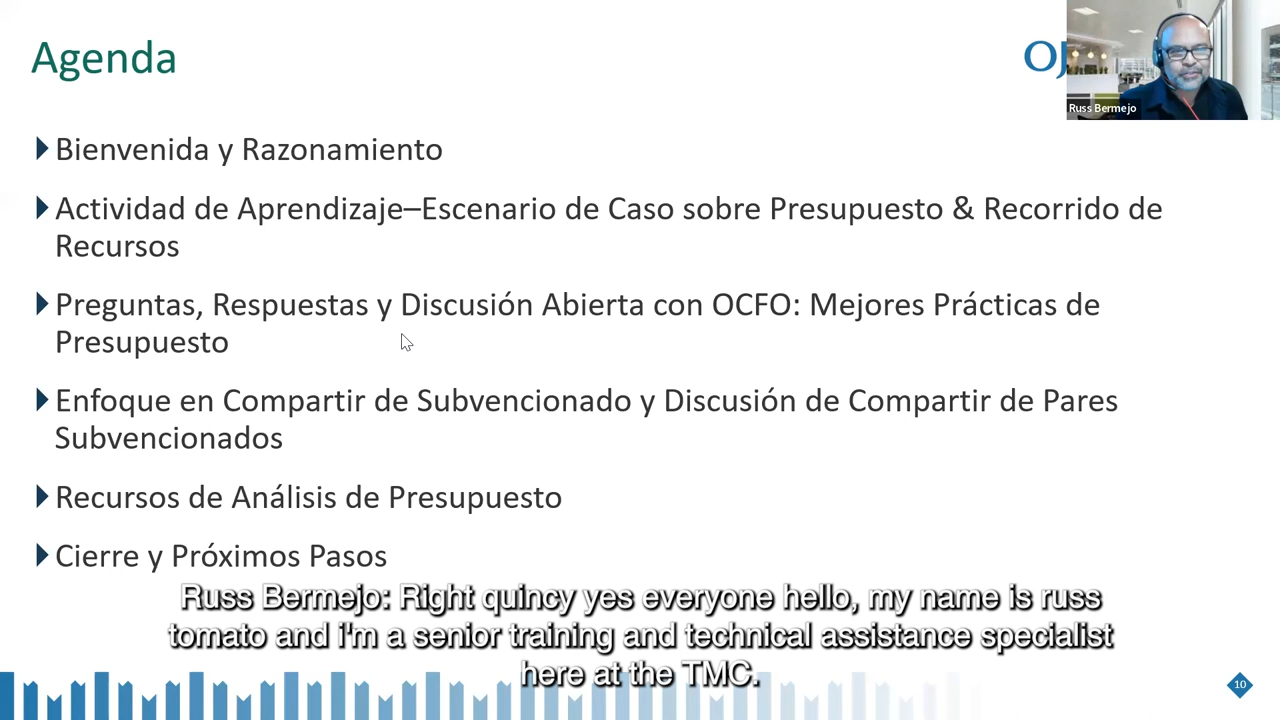 Agenda
OJ
Russ Bermejo
Bienvenida y Razonamiento
Actividad de Aprendizaje–Escenario de Caso sobre Presupuesto & Recorrido de
Recursos
Preguntas, Respuestas y Discusión Abierta con OCFO: Mejores Prácticas de
Presupuesto
Enfoque en Compartir de Subvencionado y Discusión de Compartir de Pares
Subvencionados
Recursos de Análisis de Presupuesto
Cierre y Próximos Pasos
Russ Bermejo: Right quincy yes everyone hello, my name is russ
tomato and i'm a senior training and technical assistance specialist
here at the TMC.
10